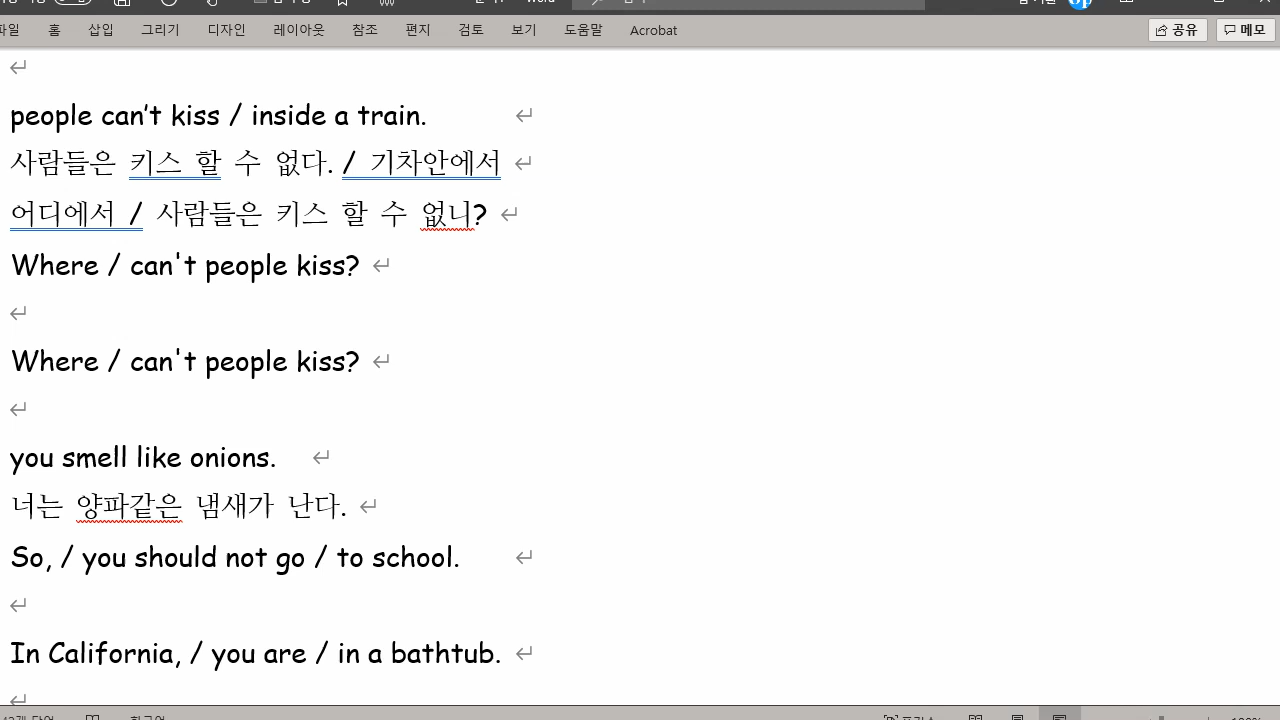 홈 삽입 그리기 디자인 레이아웃 참조 편지 검토 보기 도움말 Acrobat 공유 메모
people can’t kiss / inside a train.
사람들은 키스 할 수 없다. / 기차안에서
어디에서 / 사람들은 키스 할 수 없니?
Where / can't people kiss?
Where / can't people kiss?
you smell like onions.
너는 양파같은 냄새가 난다.
So, / you should not go / to school.
In California, / you are / in a bathtub.